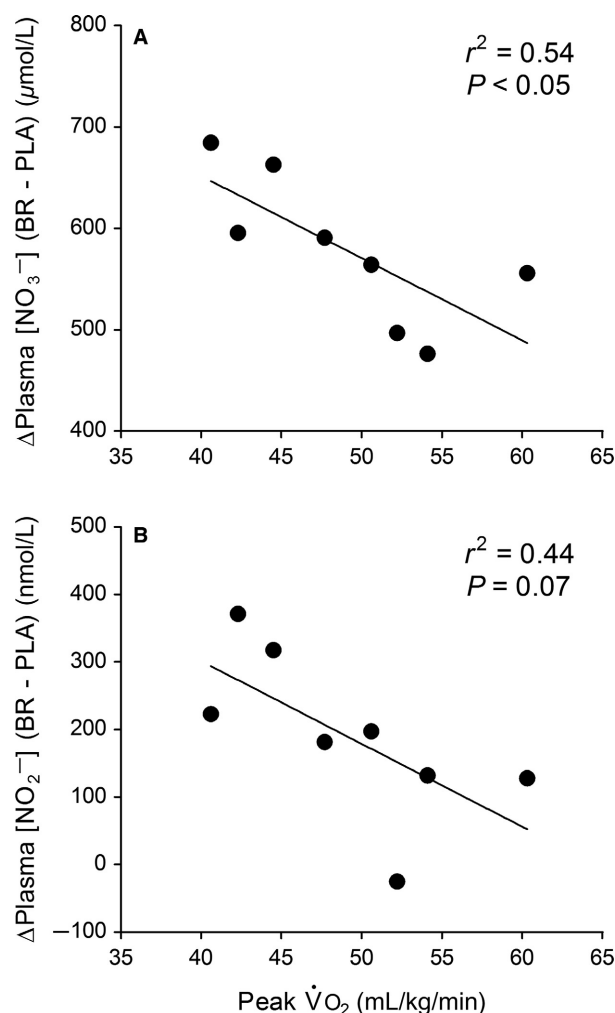 A
r² = 0.54
P < 0.05
ΔPlasma [NO₃⁻] (BR - PLA) (µmol/L)
800
700
600
500
400
35 40 45 50 55 60 65
B
r² = 0.44
P = 0.07
ΔPlasma [NO₂⁻] (BR - PLA) (nmol/L)
500
400
300
200
100
0
−100
35 40 45 50 55 60 65
Peak V̇O₂ (mL/kg/min)